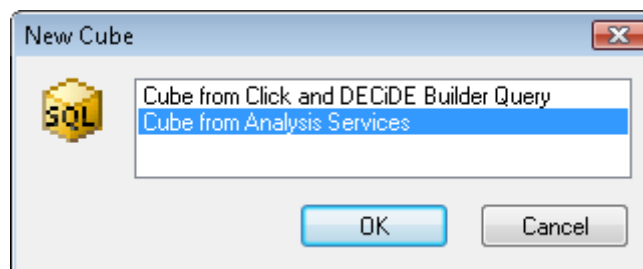 New Cube
SQL
Cube from Click and DECiDE Builder Query
Cube from Analysis Services
OK
Cancel